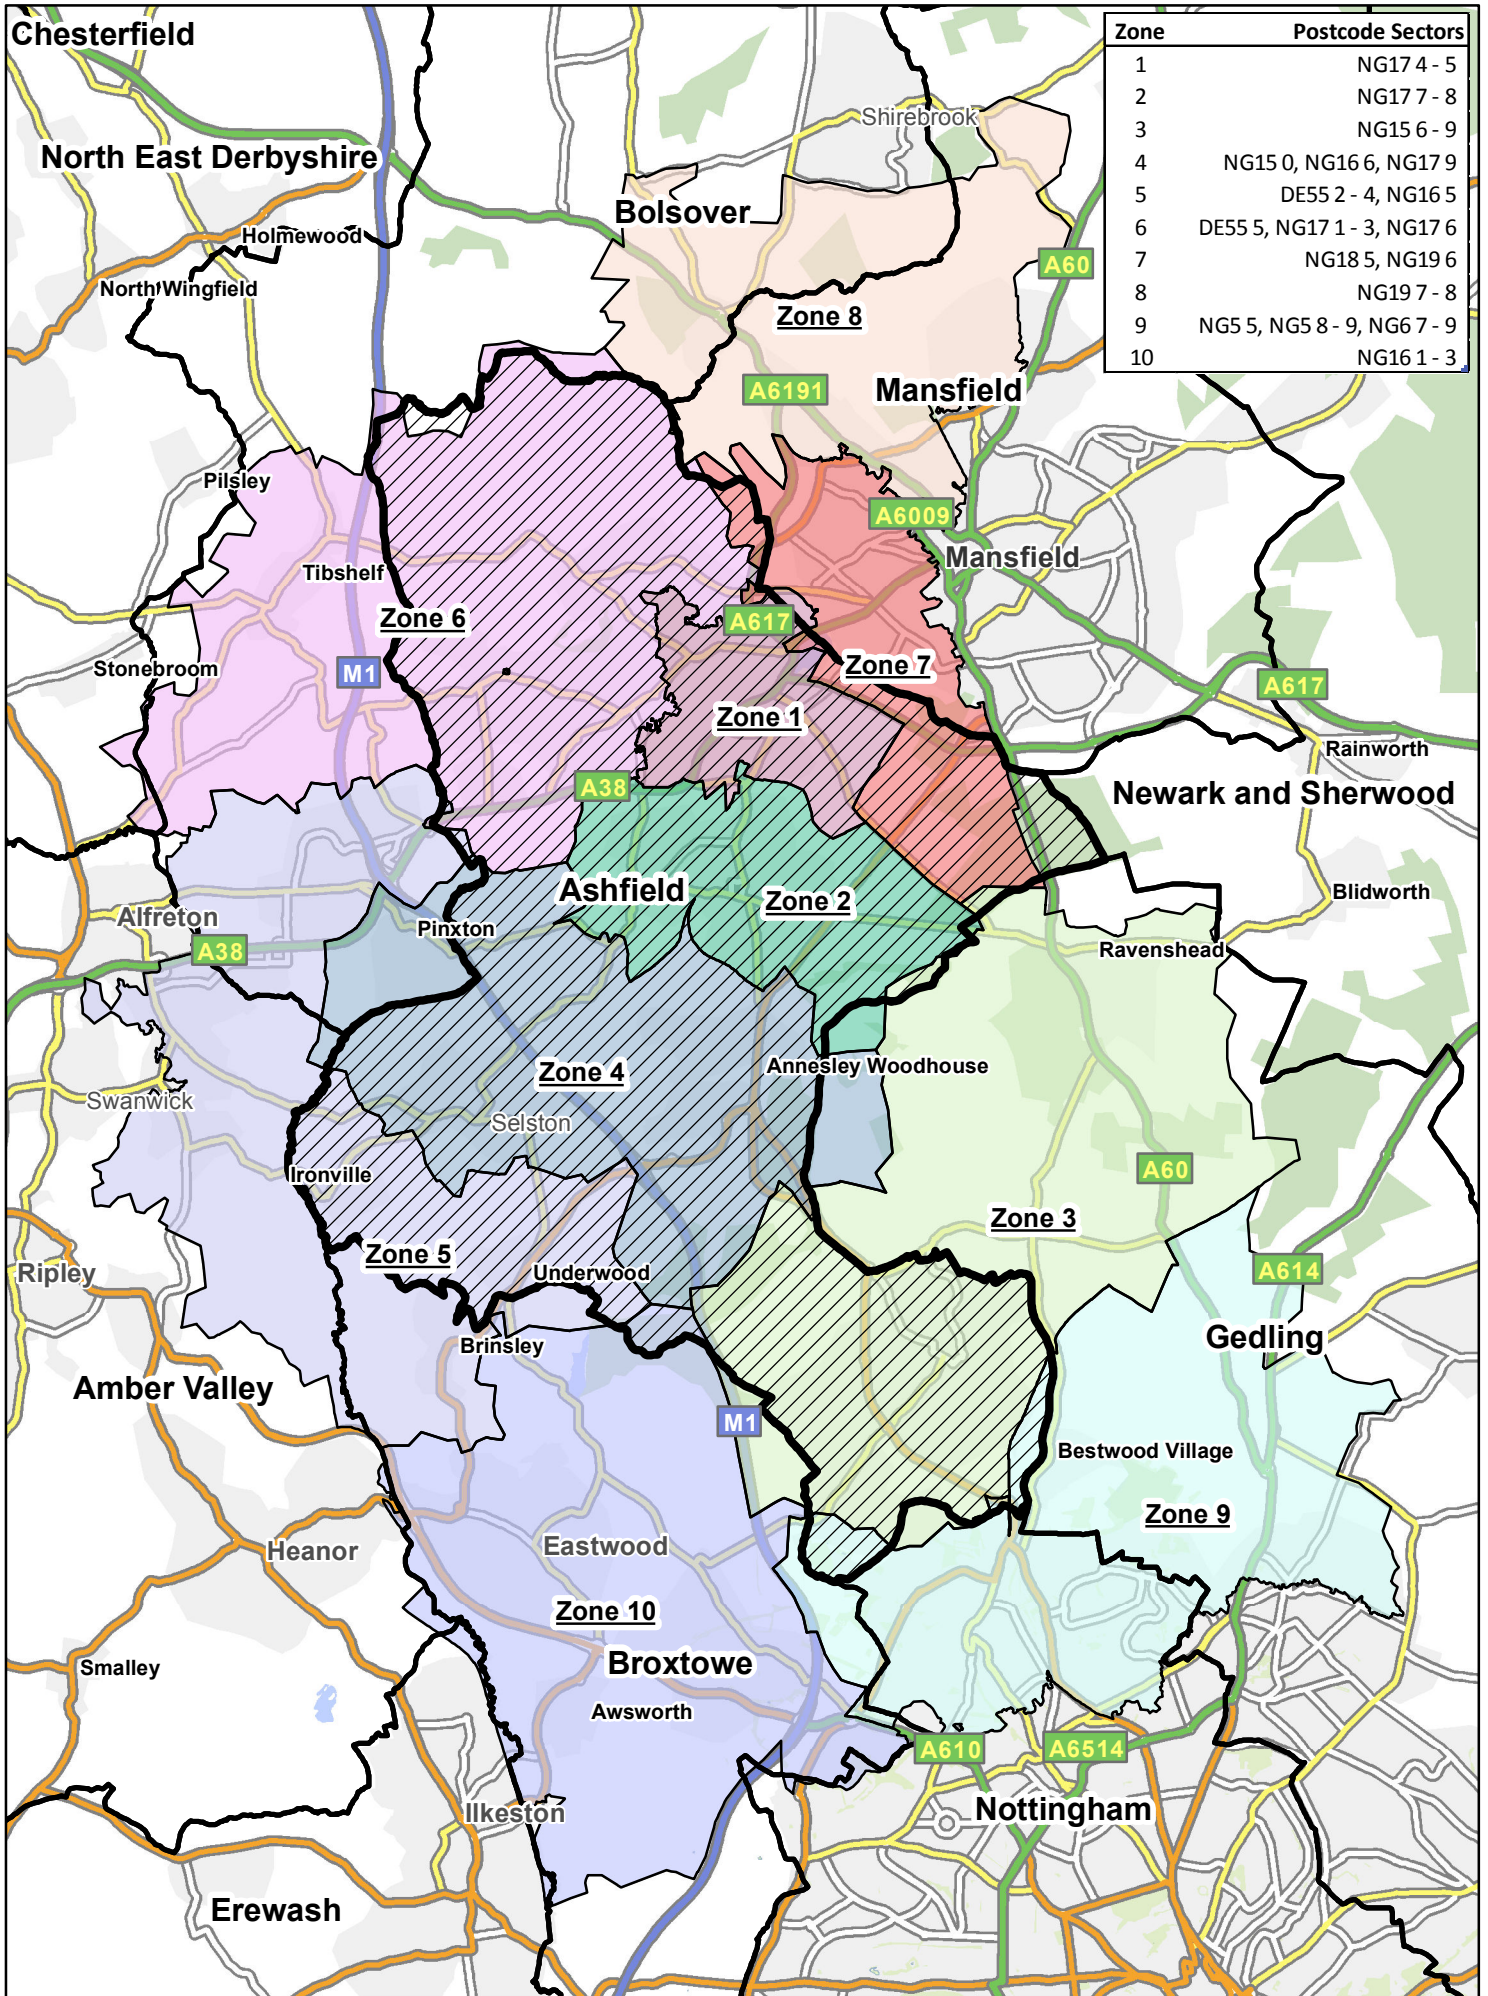 Chesterfield
Zone Postcode Sectors
1 NG17 4 - 5
2 NG17 7 - 8
3 NG15 6 - 9
4 NG15 0, NG16 6, NG17 9
5 DE55 2 - 4, NG16 5
6 DE55 5, NG17 1 - 3, NG17 6
7 NG18 5, NG19 6
8 NG19 7 - 8
9 NG5 5, NG5 8 - 9, NG6 7 - 9
10 NG16 1 - 3
Shirebrook
North East Derbyshire
Bolsover
Holmewood
A60
North Wingfield
Zone 8
A6191
Mansfield
Pilsley
A6009
Mansfield
Tibshelf
Zone 6
A617
Stonebroom
M1
Zone 7
A617
Zone 1
Rainworth
A38
Newark and Sherwood
Ashfield
Zone 2
Blidworth
Alfreton
Pinxton
A38
Ravenshead
Zone 4
Annesley Woodhouse
Swanwick
Selston
Ironville
A60
Zone 3
Zone 5
Underwood
Ripley
A614
Brinsley
Gedling
Amber Valley
M1
Bestwood Village
Zone 9
Heanor
Eastwood
Zone 10
Smalley
Broxtowe
Awsworth
A610
A6514
Ilkeston
Nottingham
Erewash